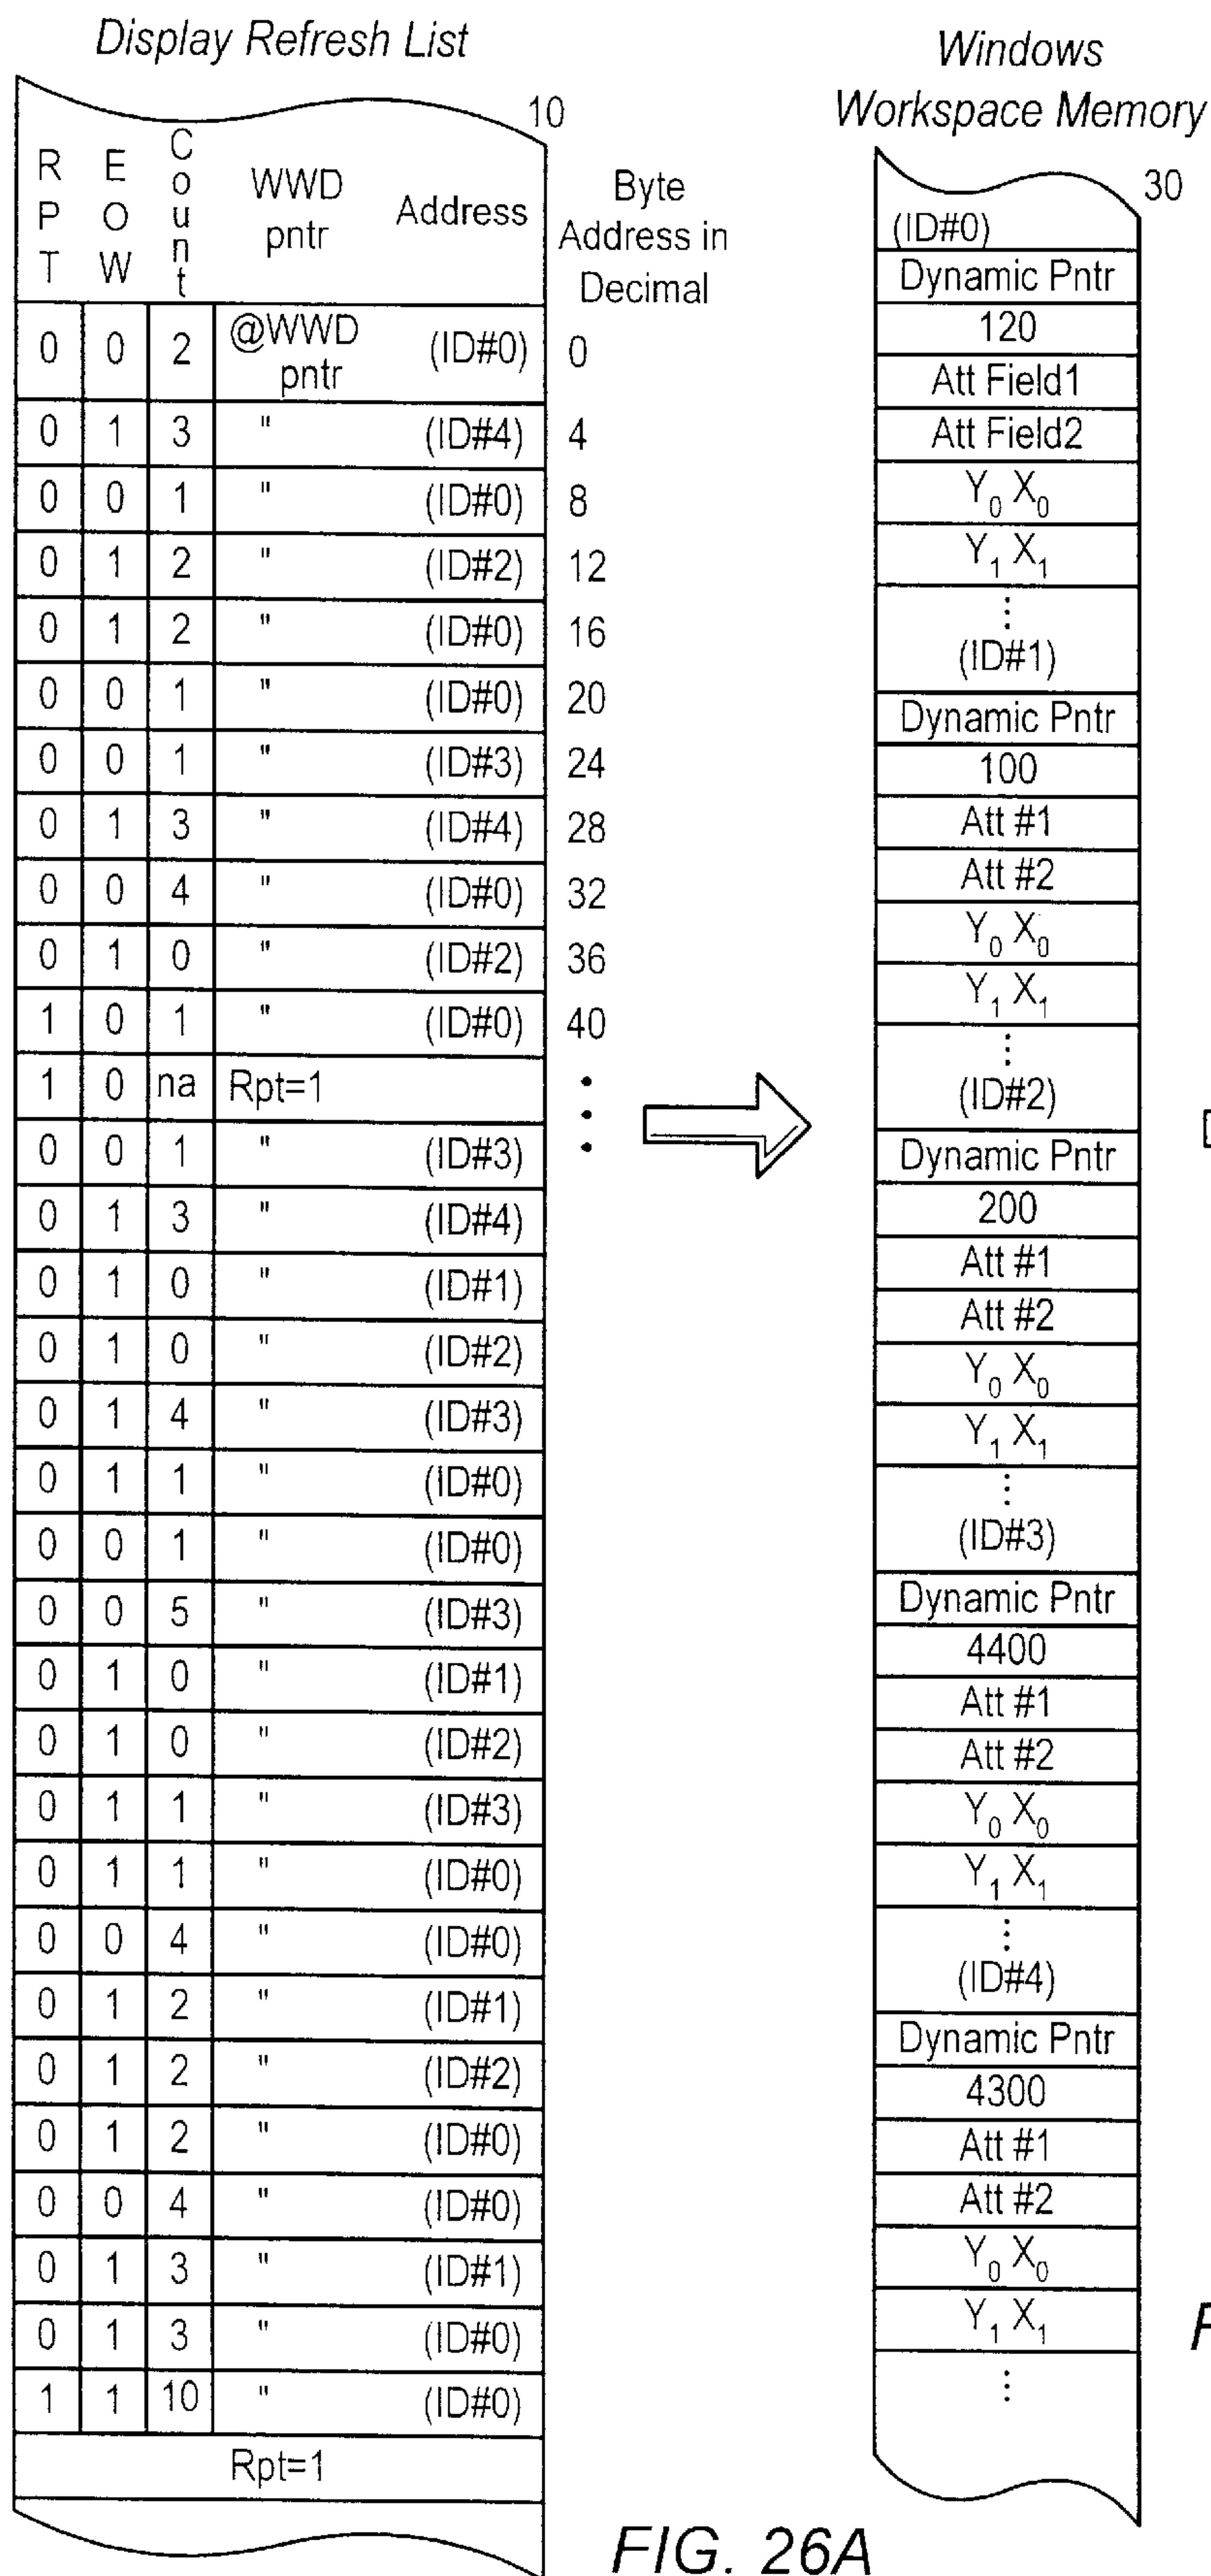 Display Refresh List
10
RPT EOW Count WWD pntr Address
Byte Address in Decimal
0 0 2 @WWD pntr (ID#0) 0
0 1 3 " (ID#4) 4
0 0 1 " (ID#0) 8
0 1 2 " (ID#2) 12
0 1 2 " (ID#0) 16
0 0 1 " (ID#0) 20
0 0 1 " (ID#3) 24
0 1 3 " (ID#4) 28
0 0 4 " (ID#0) 32
0 1 0 " (ID#2) 36
1 0 1 " (ID#0) 40
1 0 na Rpt=1
0 0 1 " (ID#3)
0 1 3 " (ID#4)
0 1 0 " (ID#1)
0 1 0 " (ID#2)
0 1 4 " (ID#3)
0 1 1 " (ID#0)
0 0 1 " (ID#0)
0 0 5 " (ID#3)
0 1 0 " (ID#1)
0 1 0 " (ID#2)
0 1 1 " (ID#3)
0 1 1 " (ID#0)
0 0 4 " (ID#0)
0 1 2 " (ID#1)
0 1 2 " (ID#2)
0 1 2 " (ID#0)
0 0 4 " (ID#0)
0 1 3 " (ID#1)
0 1 3 " (ID#0)
1 1 10 " (ID#0)
Rpt=1
Windows
Workspace Memory
30
(ID#0)
Dynamic Pntr
120
Att Field1
Att Field2
Y₀ X₀
Y₁ X₁
⋮
(ID#1)
Dynamic Pntr
100
Att #1
Att #2
Y₀ X₀
Y₁ X₁
⋮
(ID#2)
Dynamic Pntr
200
Att #1
Att #2
Y₀ X₀
Y₁ X₁
⋮
(ID#3)
Dynamic Pntr
4400
Att #1
Att #2
Y₀ X₀
Y₁ X₁
⋮
(ID#4)
Dynamic Pntr
4300
Att #1
Att #2
Y₀ X₀
Y₁ X₁
⋮
FIG. 26A